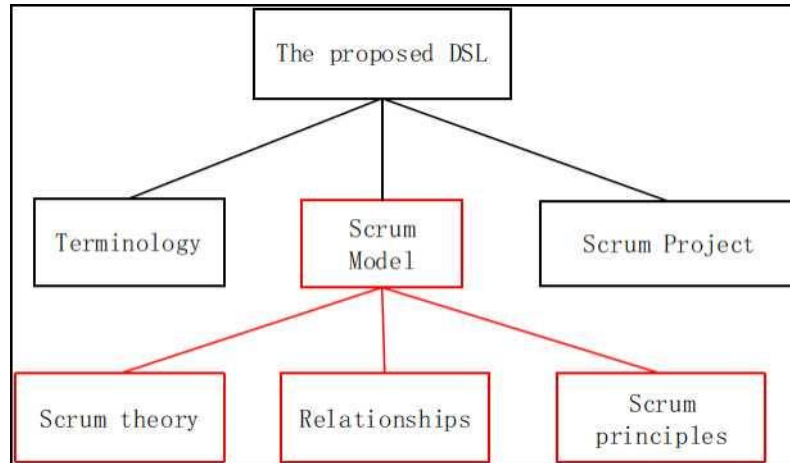 The proposed DSL
Terminology
Scrum
Model
Scrum Project
Scrum theory
Relationships
Scrum
principles